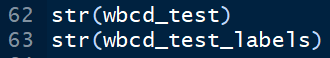 62 str(wbcd_test)
63 str(wbcd_test_labels)